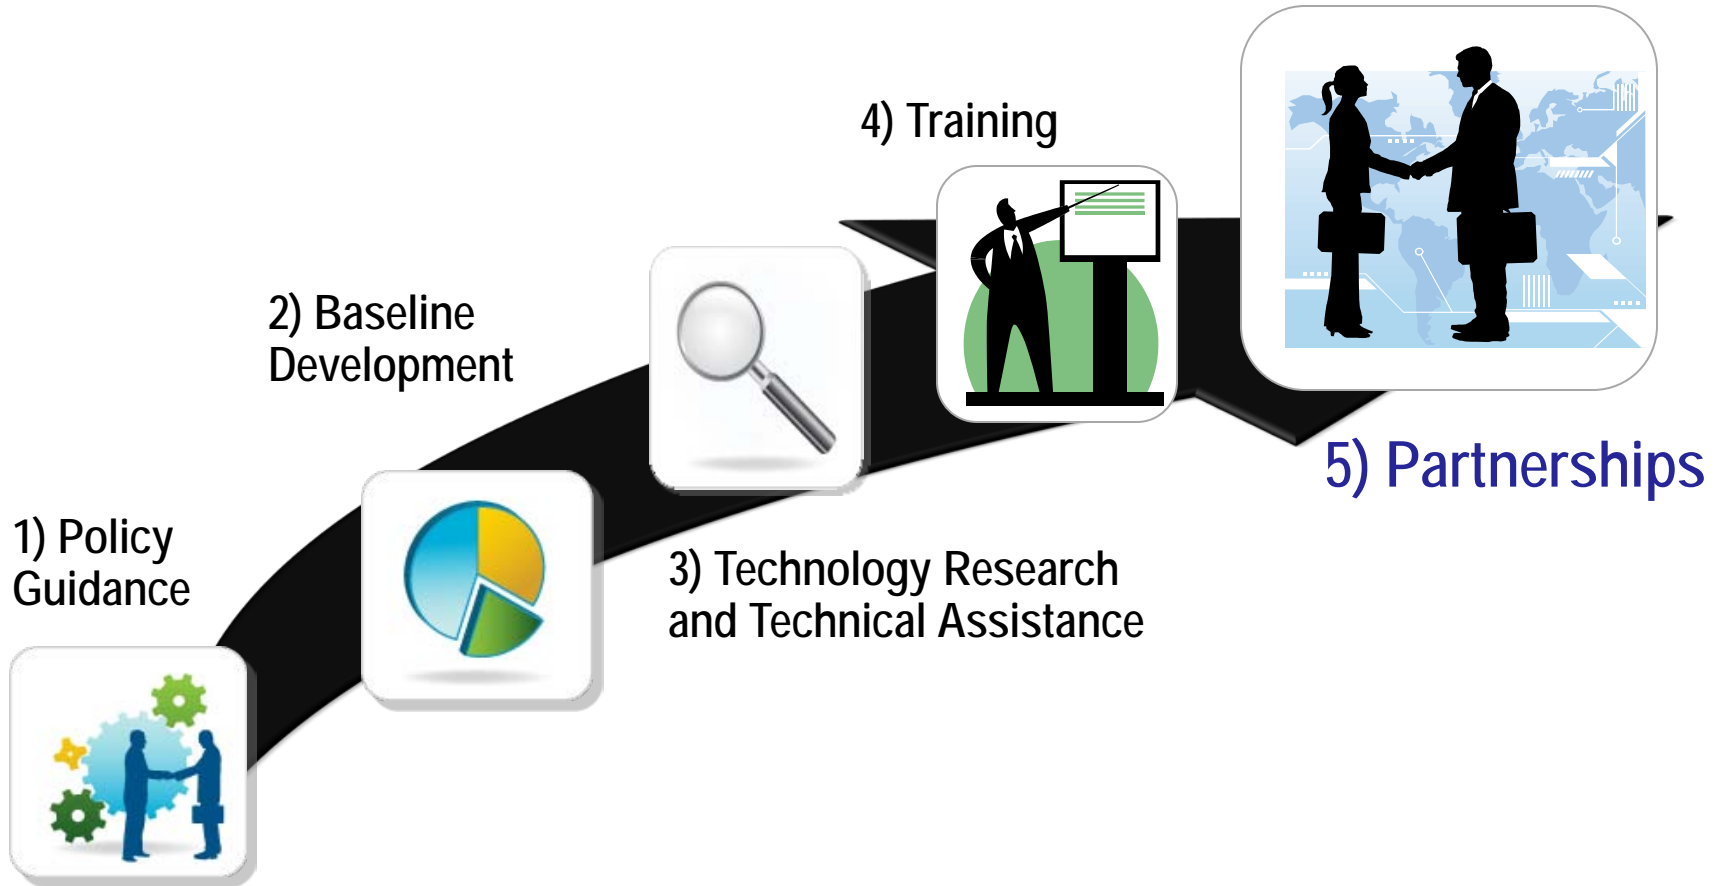 1) Policy
Guidance
2) Baseline
Development
3) Technology Research
and Technical Assistance
4) Training
5) Partnerships